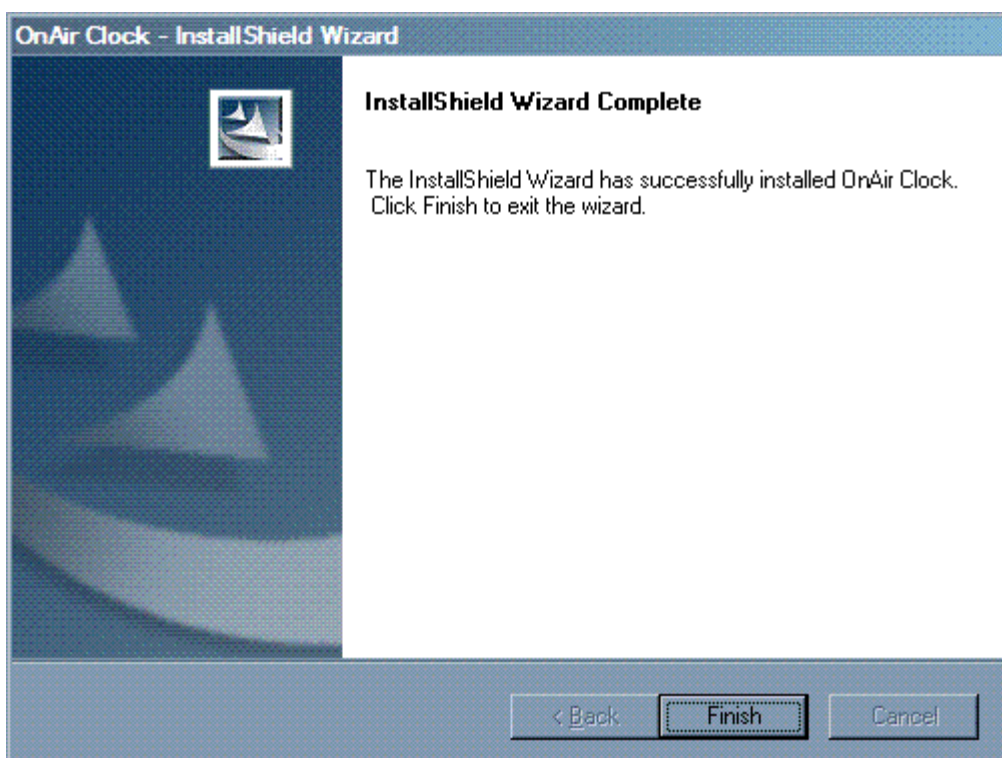 OnAir Clock - InstallShield Wizard
InstallShield Wizard Complete
The InstallShield Wizard has successfully installed OnAir Clock.
Click Finish to exit the wizard.
< Back
Finish
Cancel